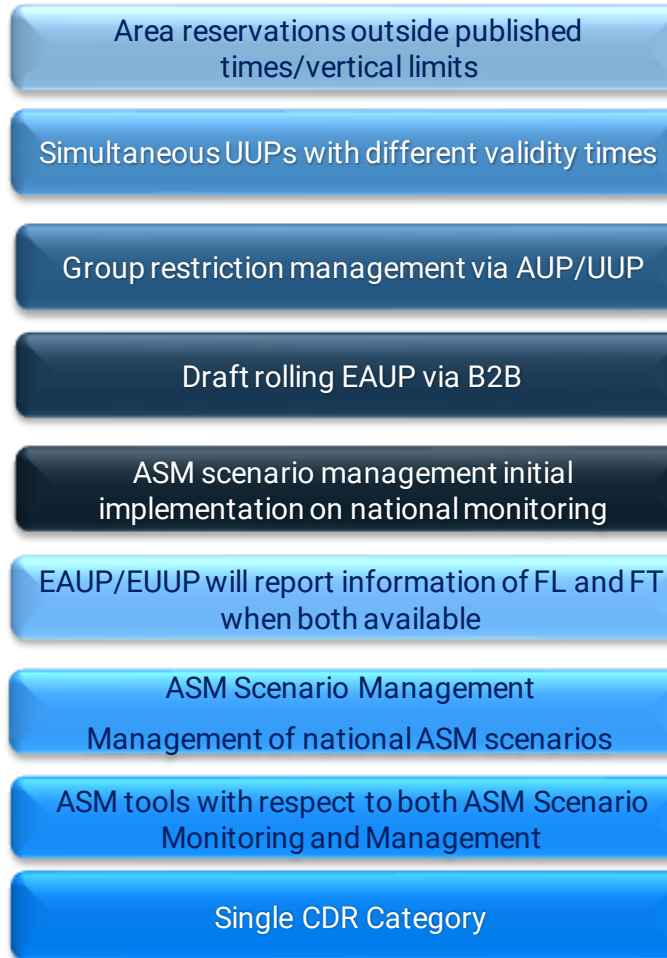 Area reservations outside published
times/vertical limits
Simultaneous UUPs with different validity times
Group restriction management via AUP/UUP
Draft rolling EAUP via B2B
ASM scenario management initial
implementation on national monitoring
EAUP/EUUP will report information of FL and FT
when both available
ASM Scenario Management
Management of national ASM scenarios
ASM tools with respect to both ASM Scenario
Monitoring and Management
Single CDR Category